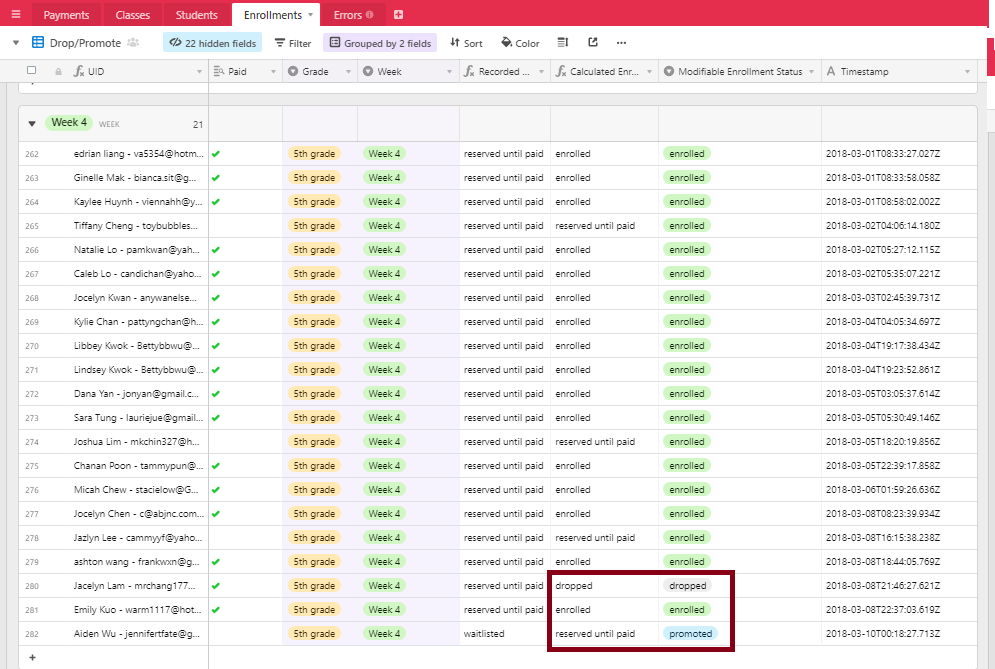 Payments Classes Students Enrollments Errors
Drop/Promote 22 hidden fields Filter Grouped by 2 fields Sort Color ...
UID Paid Grade Week Recorded ... Calculated Enr... Modifiable Enrollment Status A Timestamp
Week 4 WEEK 21
262 edrian liang - va5354@hotm... 5th grade Week 4 reserved until paid enrolled enrolled 2018-03-01T08:33:27.027Z
263 Ginelle Mak - bianca.sit@g... 5th grade Week 4 reserved until paid enrolled enrolled 2018-03-01T08:33:58.058Z
264 Kaylee Huynh - viennahh@y... 5th grade Week 4 reserved until paid enrolled enrolled 2018-03-01T08:58:02.002Z
265 Tiffany Cheng - toybubbles... 5th grade Week 4 reserved until paid reserved until paid enrolled 2018-03-02T04:06:14.180Z
266 Natalie Lo - pamkwan@yah... 5th grade Week 4 reserved until paid enrolled enrolled 2018-03-02T05:27:12.115Z
267 Caleb Lo - candichan@yaho... 5th grade Week 4 reserved until paid enrolled enrolled 2018-03-02T05:35:07.221Z
268 Jocelyn Kwan - anywanelse... 5th grade Week 4 reserved until paid enrolled enrolled 2018-03-03T02:45:39.731Z
269 Kylie Chan - pattyngchan@h... 5th grade Week 4 reserved until paid enrolled enrolled 2018-03-04T04:05:34.697Z
270 Libbey Kwok - Bettybbwu@... 5th grade Week 4 reserved until paid enrolled enrolled 2018-03-04T19:17:38.434Z
271 Lindsey Kwok - Bettybbwu@... 5th grade Week 4 reserved until paid enrolled enrolled 2018-03-04T19:23:52.861Z
272 Dana Yan - jonyan@gmail.c... 5th grade Week 4 reserved until paid enrolled enrolled 2018-03-05T03:05:37.614Z
273 Sara Tung - lauriejue@gmail... 5th grade Week 4 reserved until paid enrolled enrolled 2018-03-05T05:30:49.146Z
274 Joshua Lim - mkchin327@h... 5th grade Week 4 reserved until paid reserved until paid enrolled 2018-03-05T18:20:19.856Z
275 Chanan Poon - tammypun@... 5th grade Week 4 reserved until paid enrolled enrolled 2018-03-05T22:39:17.858Z
276 Micah Chew - stacielow@G... 5th grade Week 4 reserved until paid enrolled enrolled 2018-03-06T01:59:26.636Z
277 Jocelyn Chen - c@abjnc.com... 5th grade Week 4 reserved until paid enrolled enrolled 2018-03-08T08:23:39.934Z
278 Jazlyn Lee - cammyyf@yaho... 5th grade Week 4 reserved until paid reserved until paid enrolled 2018-03-08T16:15:38.238Z
279 ashton wang - frankwxn@g... 5th grade Week 4 reserved until paid enrolled enrolled 2018-03-08T18:44:05.769Z
280 Jacelyn Lam - mrchang177... 5th grade Week 4 reserved until paid dropped dropped 2018-03-08T21:46:27.621Z
281 Emily Kuo - warm1117@hot... 5th grade Week 4 reserved until paid enrolled enrolled 2018-03-08T22:37:03.619Z
282 Aiden Wu - jennifertfate@g... 5th grade Week 4 waitlisted reserved until paid promoted 2018-03-10T00:18:27.713Z
+